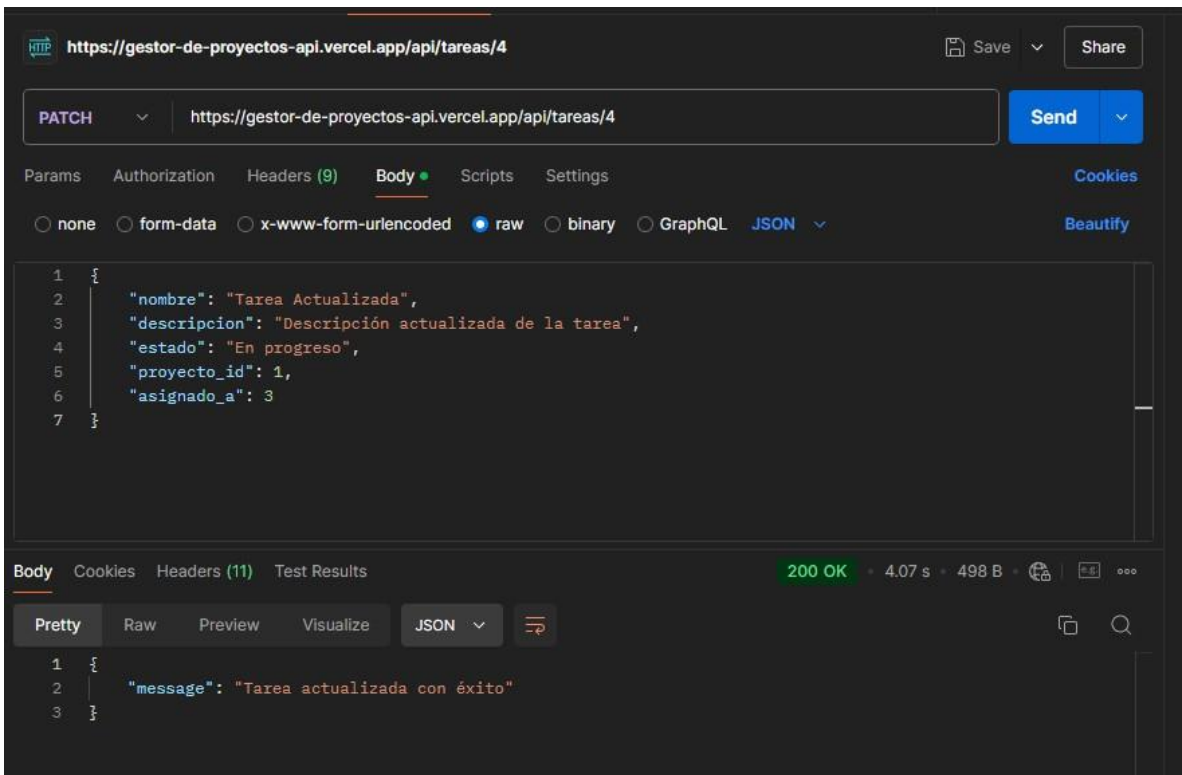 HTTP https://gestor-de-proyectos-api.vercel.app/api/tareas/4 Save Share
PATCH https://gestor-de-proyectos-api.vercel.app/api/tareas/4 Send
Params Authorization Headers (9) Body Scripts Settings Cookies
none form-data x-www-form-urlencoded raw binary GraphQL JSON Beautify
1 {
2 "nombre": "Tarea Actualizada",
3 "descripcion": "Descripción actualizada de la tarea",
4 "estado": "En progreso",
5 "proyecto_id": 1,
6 "asignado_a": 3
7 }
Body Cookies Headers (11) Test Results 200 OK 4.07 s 498 B e.g.
Pretty Raw Preview Visualize JSON
1 {
2 "message": "Tarea actualizada con éxito"
3 }